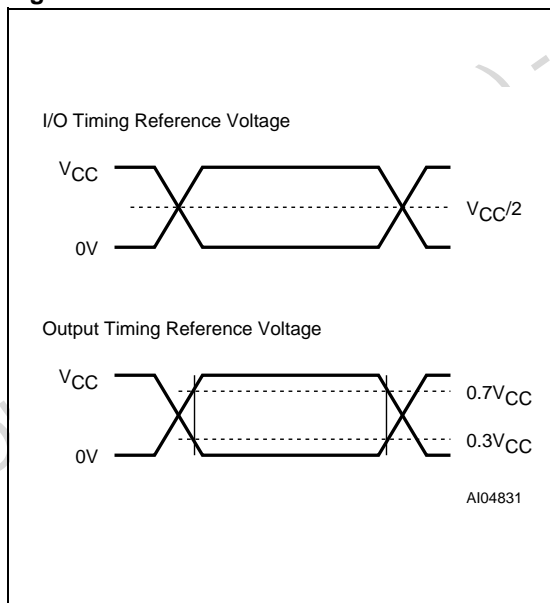 I/O Timing Reference Voltage
VCC
VCC/2
0V
Output Timing Reference Voltage
VCC
0.7VCC
0.3VCC
0V
AI04831